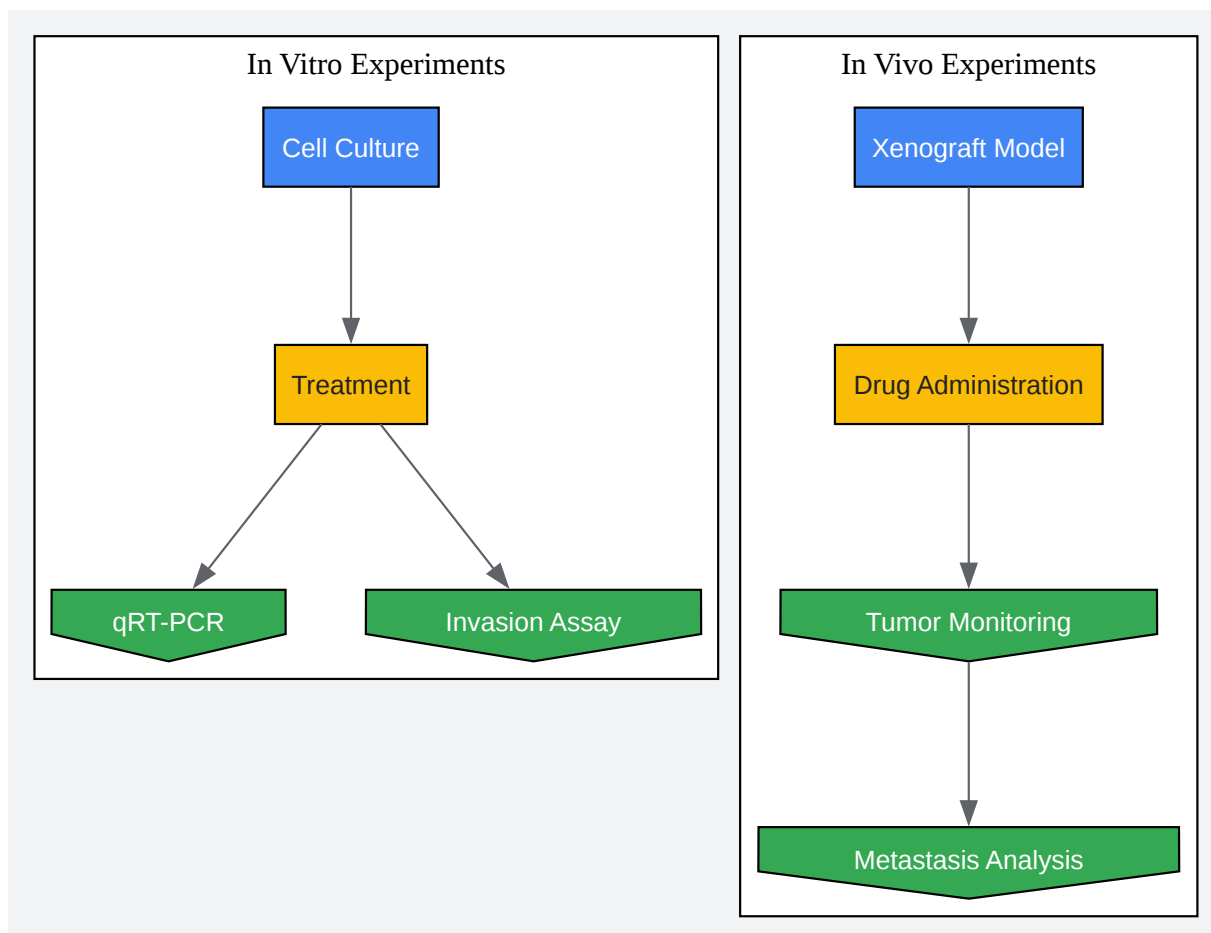 In Vitro Experiments
Cell Culture
Treatment
qRT-PCR
Invasion Assay
In Vivo Experiments
Xenograft Model
Drug Administration
Tumor Monitoring
Metastasis Analysis